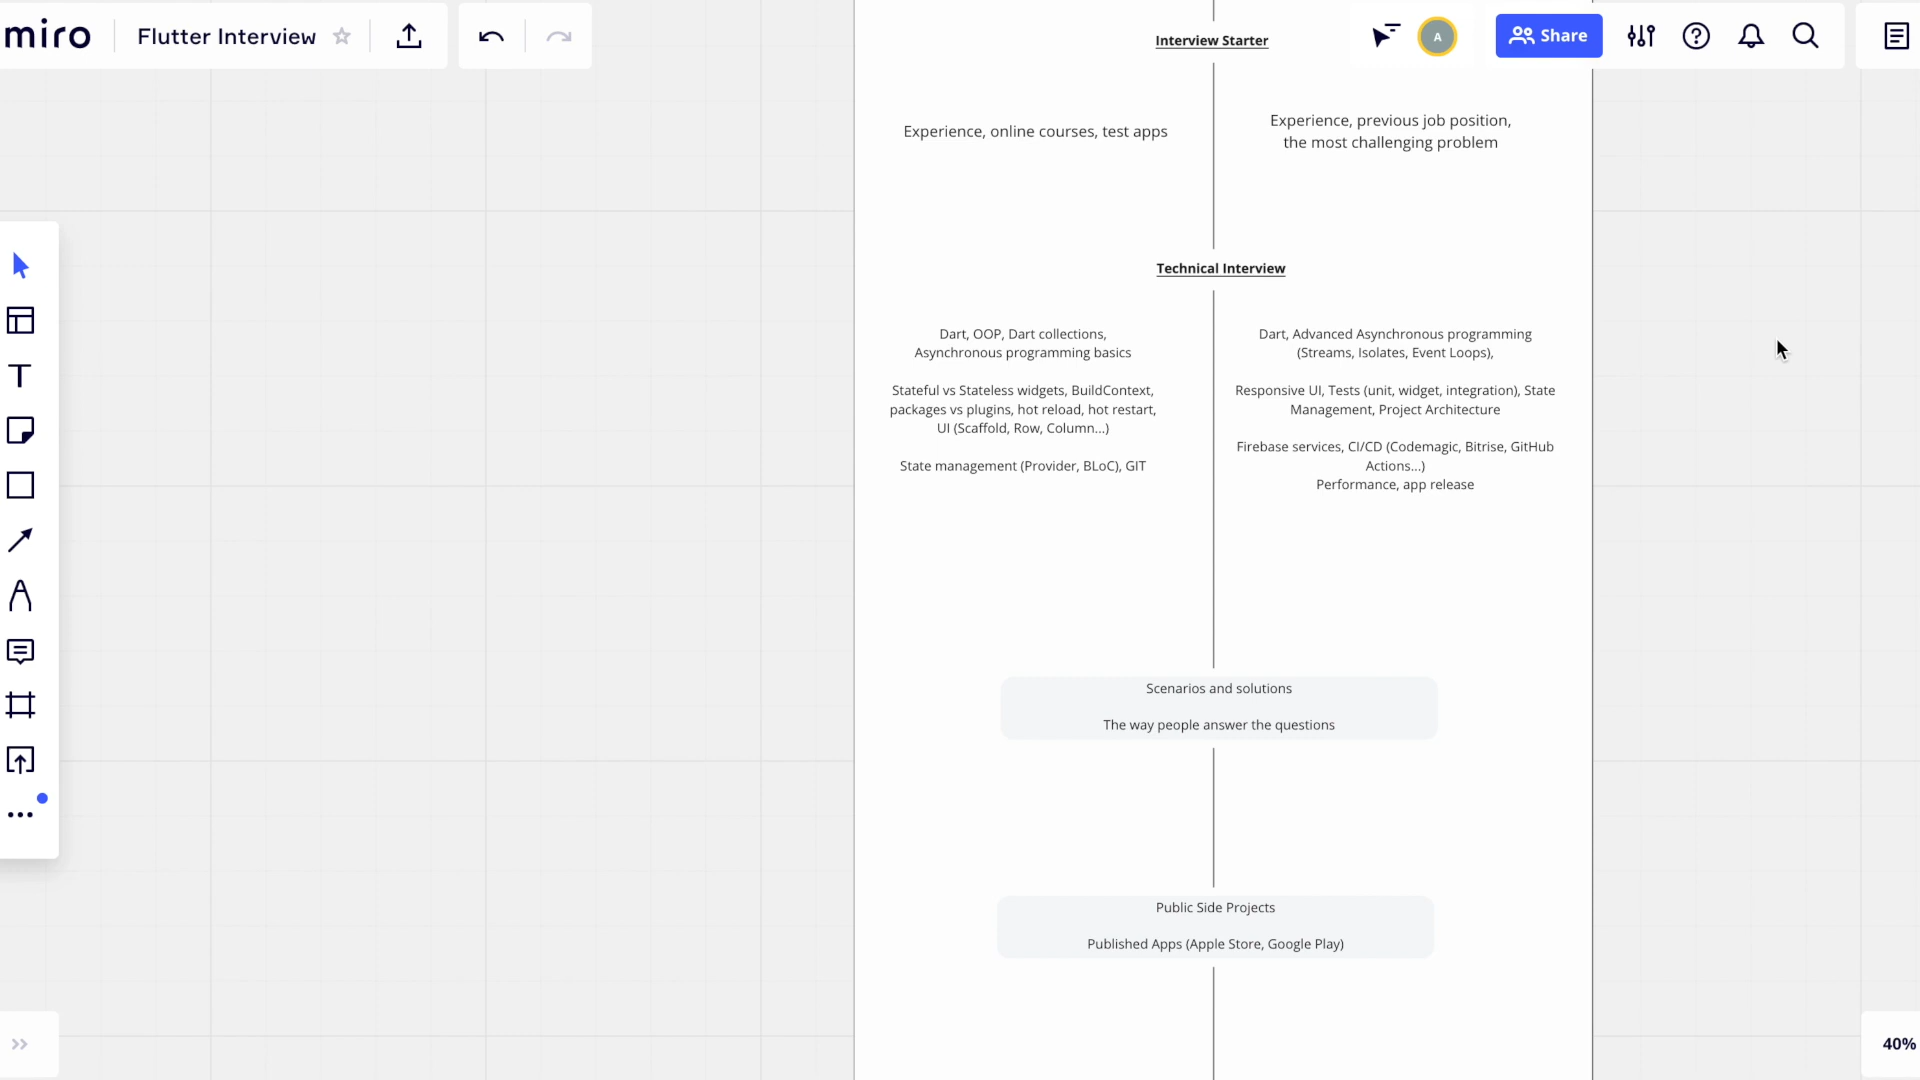 miro
Flutter Interview
Interview Starter
A
Share
Experience, online courses, test apps
Experience, previous job position,
the most challenging problem
Technical Interview
Dart, OOP, Dart collections,
Asynchronous programming basics
Stateful vs Stateless widgets, BuildContext,
packages vs plugins, hot reload, hot restart,
UI (Scaffold, Row, Column...)
State management (Provider, BLoC), GIT
Dart, Advanced Asynchronous programming
(Streams, Isolates, Event Loops),
Responsive UI, Tests (unit, widget, integration), State
Management, Project Architecture
Firebase services, CI/CD (Codemagic, Bitrise, GitHub
Actions...)
Performance, app release
Scenarios and solutions
The way people answer the questions
Public Side Projects
Published Apps (Apple Store, Google Play)
40%